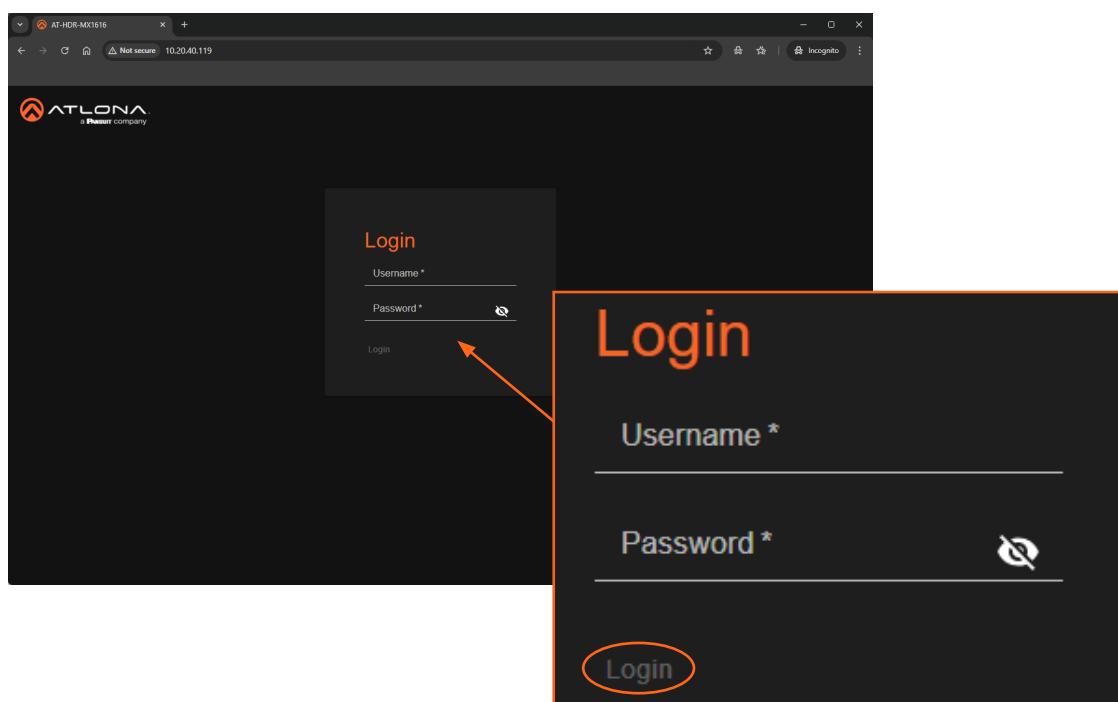 AT-HDR-MX1616
Not secure 10.20.40.119
Incognito
ATLONA
a PANDUIT company
Login
Username *
Password *
Login
Login
Username *
Password *
Login